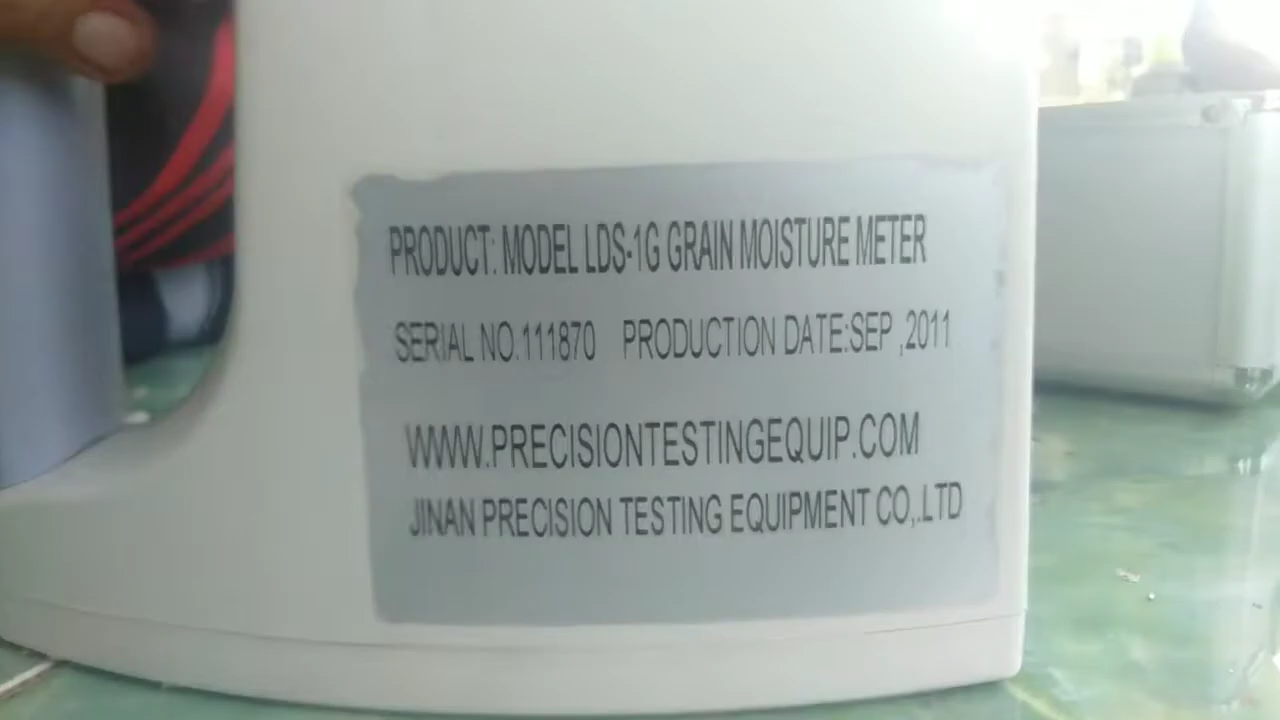 PRODUCT: MODEL LDS-1G GRAIN MOISTURE METER
SERIAL NO.111870 PRODUCTION DATE:SEP ,2011
WWW.PRECISIONTESTINGEQUIP.COM
JINAN PRECISION TESTING EQUIPMENT CO,.LTD